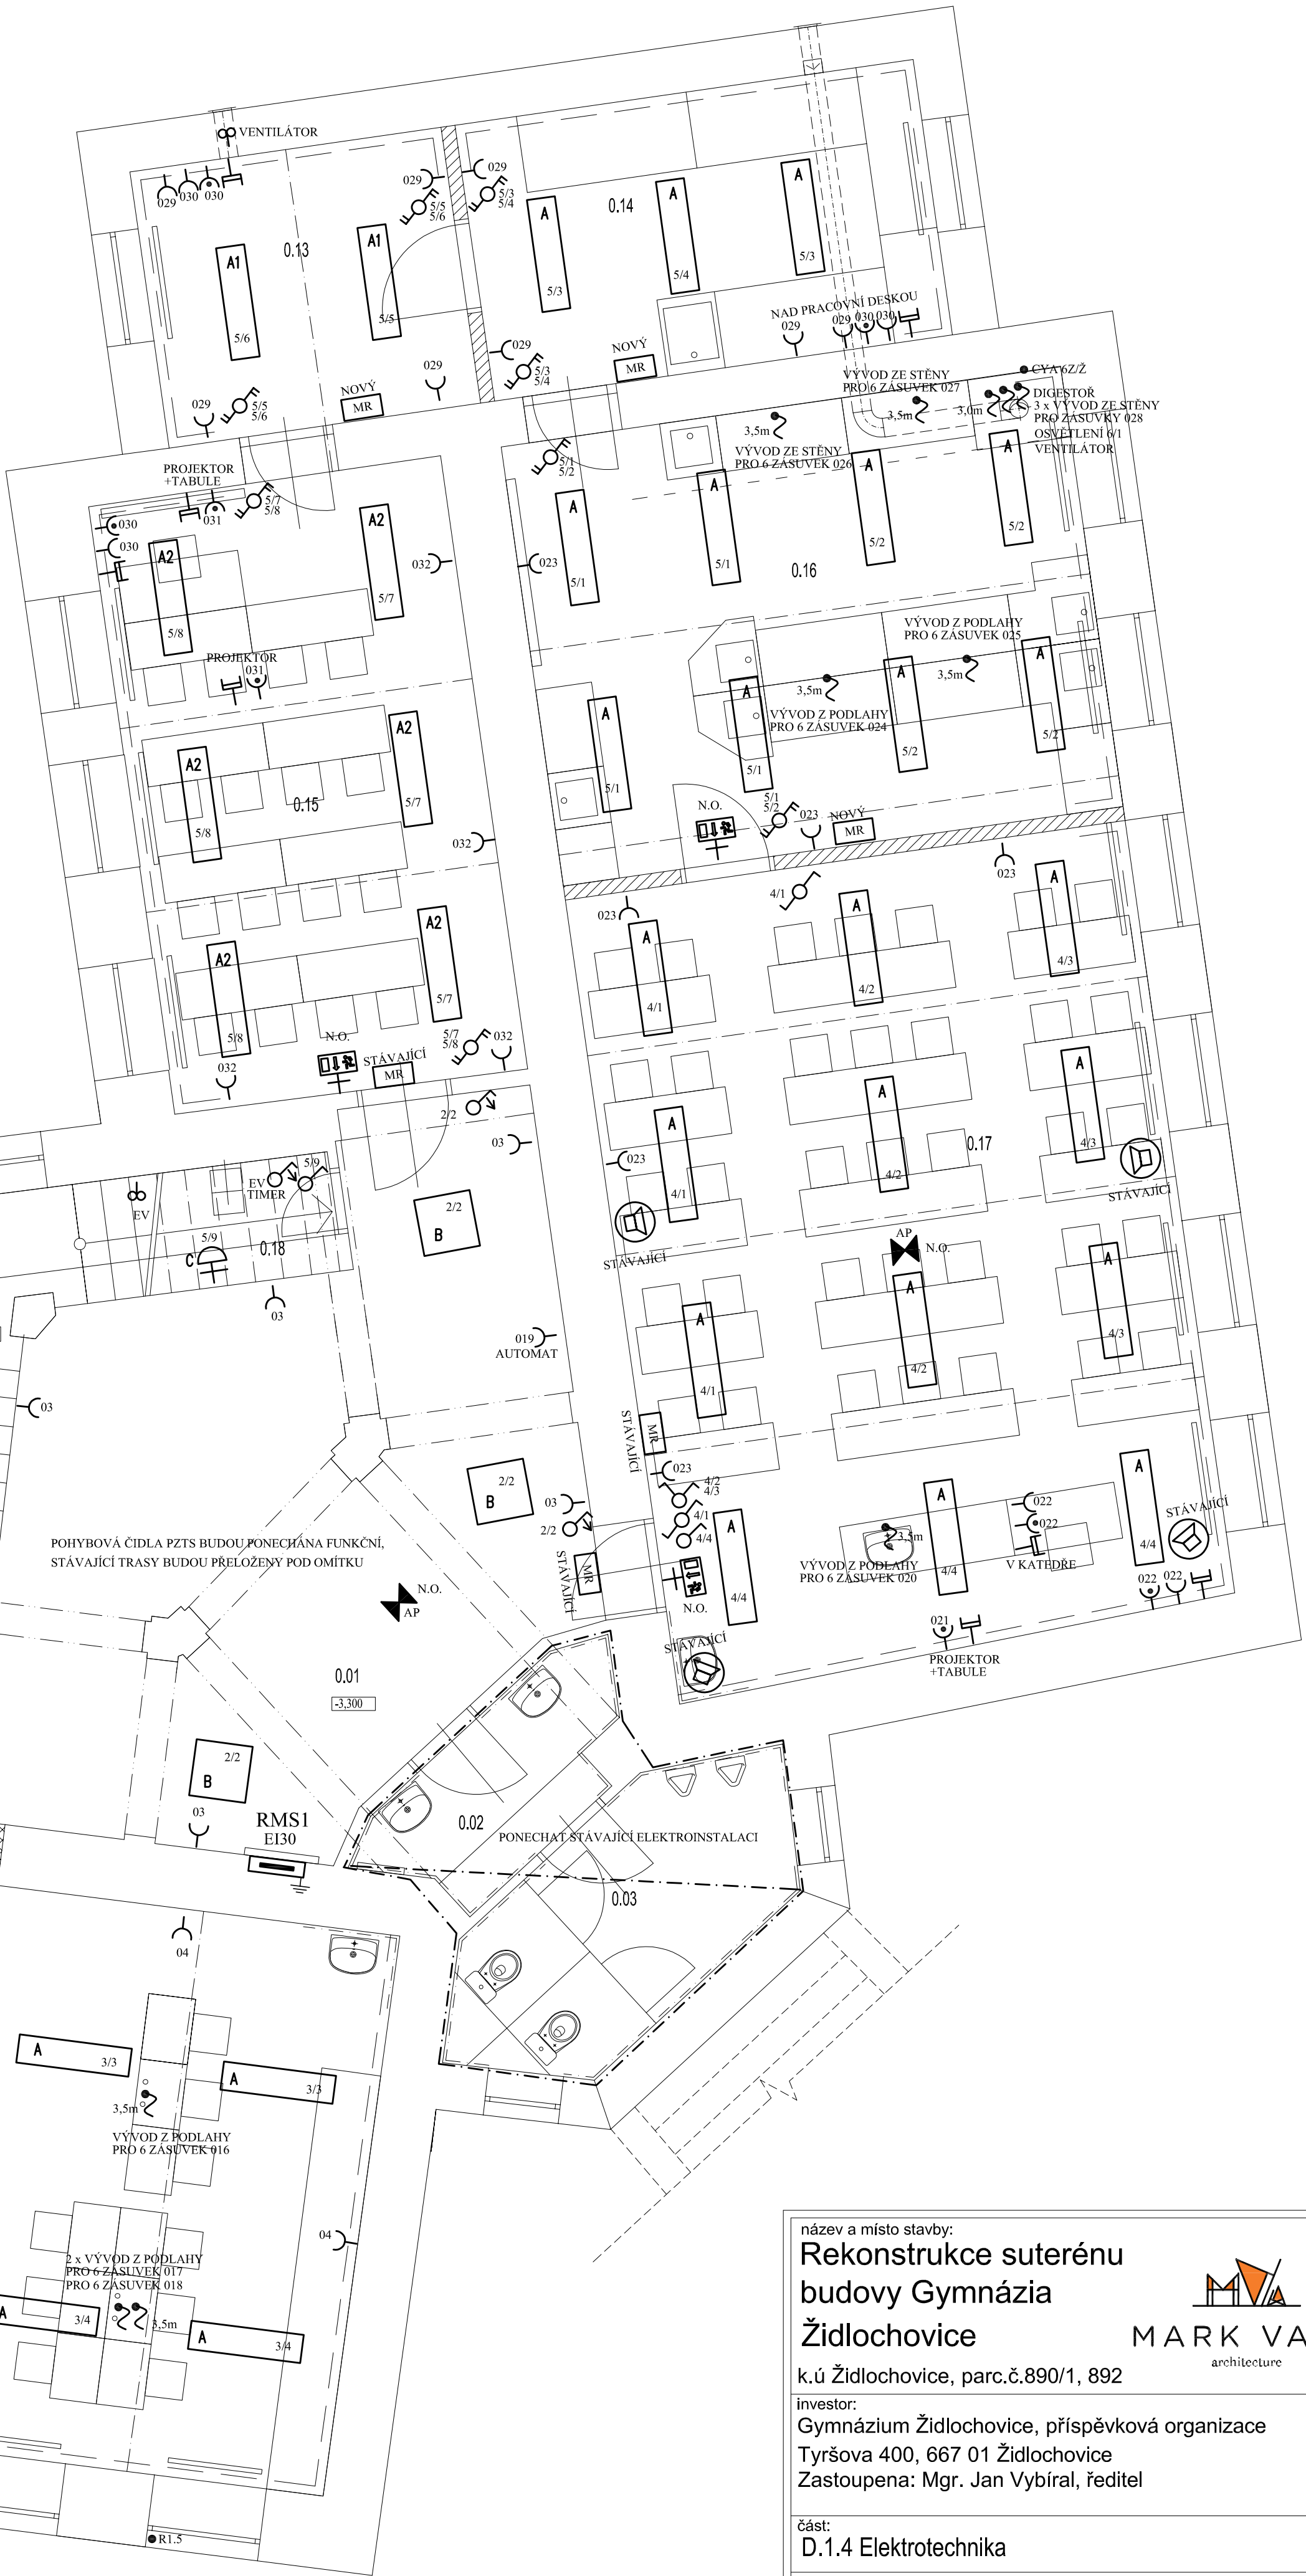 VENTILÁTOR
029
030
030
029
5/5
5/6
029
5/3
5/4
0.13
0.14
A1
5/6
A1
5/5
A
5/3
A
5/4
A
5/3
NAD PRACOVNÍ DESKOU
029
029
030
030
029
5/3
5/4
NOVÝ
MR
NOVÝ
MR
029
029
5/5
5/6
VÝVOD ZE STĚNY
PRO 6 ZÁSUVEK 027
3,5m
CYA 6Z/Ž
3,0m
DIGESTOŘ
3 x VÝVOD ZE STĚNY
PRO ZÁSUVKY 028
OSVĚTLENÍ 6/1
VENTILÁTOR
3,5m
VÝVOD ZE STĚNY
PRO 6 ZÁSUVEK 026
5/1
5/2
PROJEKTOR
+TABULE
031
5/7
5/8
030
030
A2
5/8
A2
5/7
032
023
A
5/1
A
5/1
A
5/2
A
5/2
0.16
PROJEKTOR
031
VÝVOD Z PODLAHY
PRO 6 ZÁSUVEK 025
3,5m
3,5m
VÝVOD Z PODLAHY
PRO 6 ZÁSUVEK 024
A
5/1
A
5/1
A
5/2
A
5/2
A2
5/8
A2
5/7
0.15
032
N.O.
5/1
5/2
023
NOVÝ
MR
023
4/1
023
A2
5/8
A2
5/7
A
4/1
A
4/2
A
4/3
N.O.
STÁVAJÍCÍ
MR
5/7
5/8
032
032
2/2
03
A
4/1
A
4/2
A
4/3
0.17
023
STÁVAJÍCÍ
STÁVAJÍCÍ
EV
EV
TIMER
5/9
5/9
C
0.18
03
2/2
B
AP
N.O.
019
AUTOMAT
03
A
4/1
A
4/2
A
4/3
STÁVAJÍCÍ
MR
023
4/2
4/3
4/1
4/4
2/2
B
03
2/2
STÁVAJÍCÍ
MR
N.O.
A
4/4
A
4/4
A
4/4
3,5m
VÝVOD Z PODLAHY
PRO 6 ZÁSUVEK 020
022
022
V KATEDŘE
STÁVAJÍCÍ
022
022
021
PROJEKTOR
+TABULE
STÁVAJÍCÍ
POHYBOVÁ ČIDLA PZTS BUDOU PONECHÁNA FUNKČNÍ,
STÁVAJÍCÍ TRASY BUDOU PŘELOŽENY POD OMÍTKU
N.O.
AP
0.01
-3,300
2/2
B
03
RMS1
EI30
0.02
PONECHAT STÁVAJÍCÍ ELEKTROINSTALACI
0.03
04
A
3/3
A
3/3
3,5m
VÝVOD Z PODLAHY
PRO 6 ZÁSUVEK 016
04
2 x VÝVOD Z PODLAHY
PRO 6 ZÁSUVEK 017
PRO 6 ZÁSUVEK 018
A
3/4
3,5m
A
3/4
R1.5
název a místo stavby:
Rekonstrukce suterénu
budovy Gymnázia
Židlochovice
k.ú Židlochovice, parc.č.890/1, 892
MARK VA
architecture
investor:
Gymnázium Židlochovice, příspěvková organizace
Tyršova 400, 667 01 Židlochovice
Zastoupena: Mgr. Jan Vybíral, ředitel
část:
D.1.4 Elektrotechnika